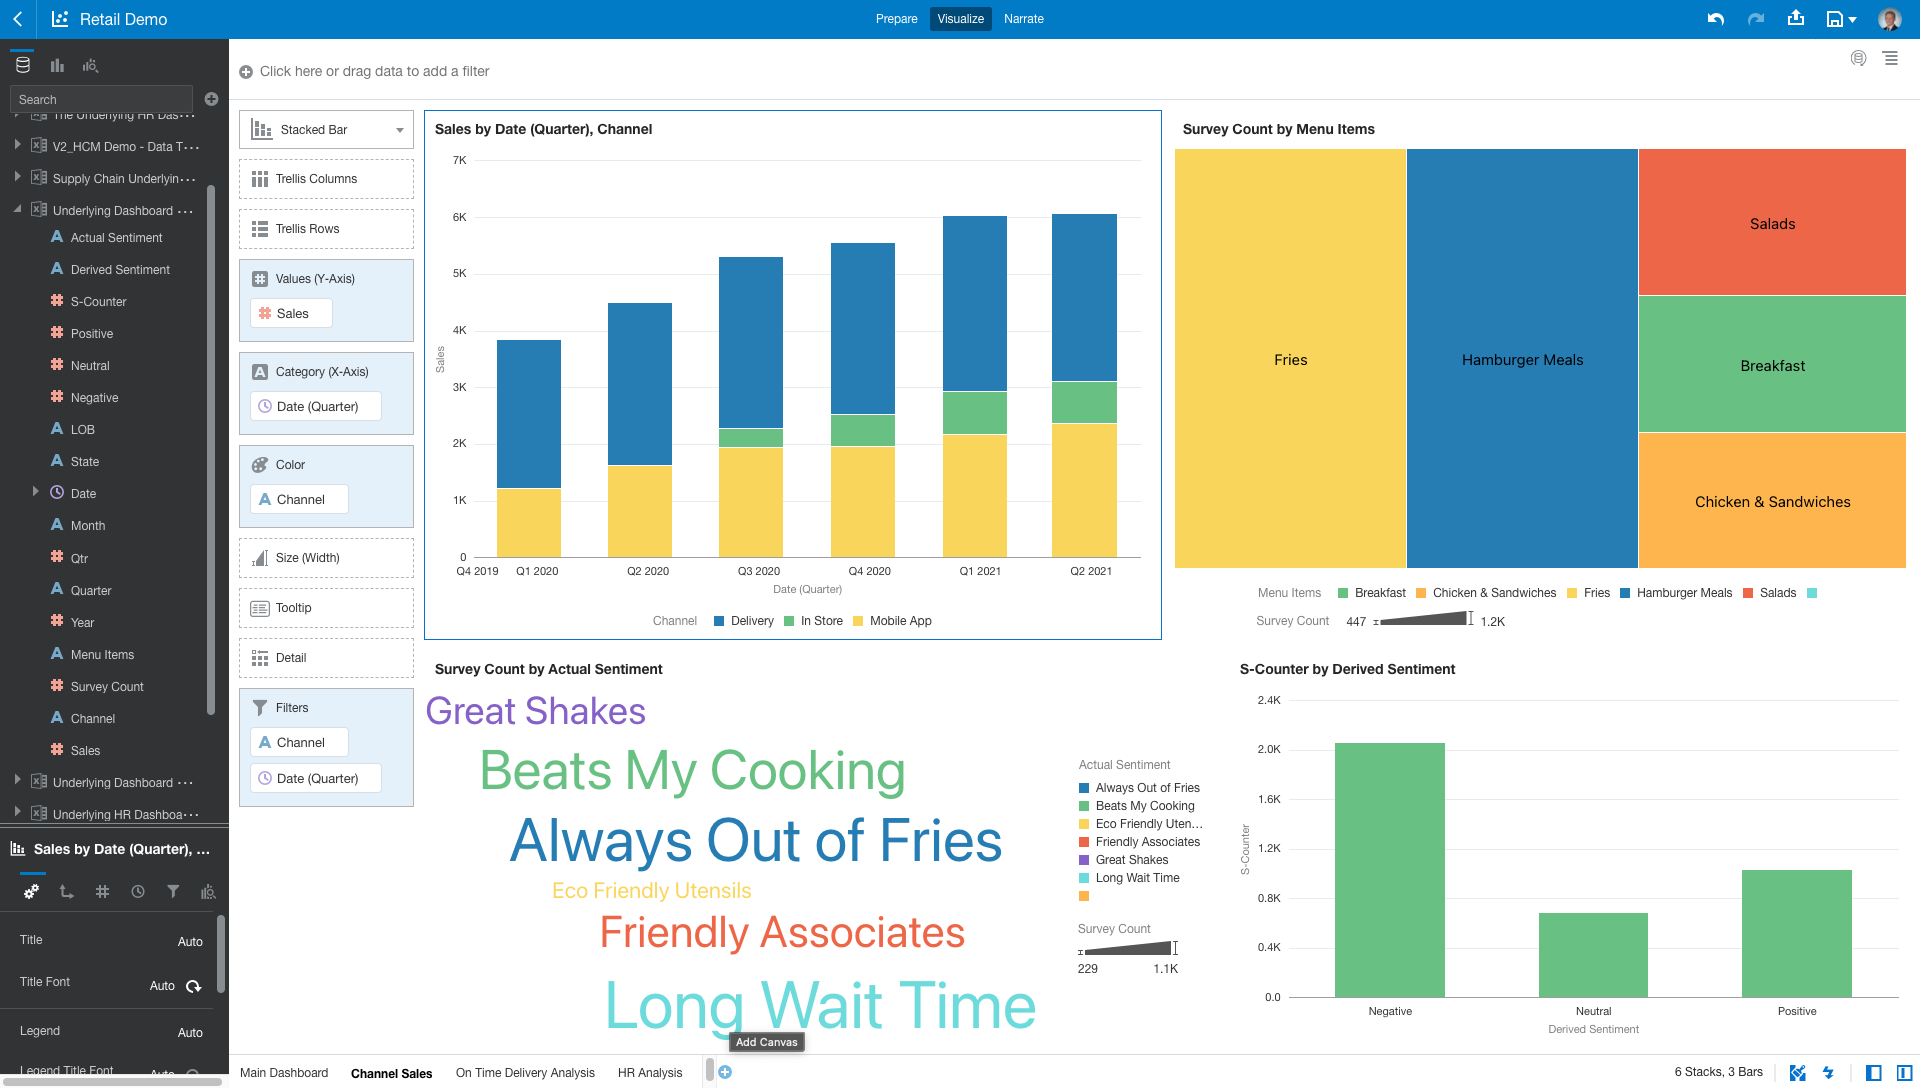 Retail Demo
Prepare
Visualize
Narrate
Search
Click here or drag data to add a filter
The Underlying HR Das···
V2_HCM Demo - Data T···
Supply Chain Underlyin···
Underlying Dashboard ···
Actual Sentiment
Derived Sentiment
S-Counter
Positive
Neutral
Negative
LOB
State
Date
Month
Qtr
Quarter
Year
Menu Items
Survey Count
Channel
Sales
Underlying Dashboard ···
Underlying HR Dashboa···
Sales by Date (Quarter), ...
Title Auto
Title Font Auto
Legend Auto
Legend Title Font Auto
Stacked Bar
Trellis Columns
Trellis Rows
Values (Y-Axis)
Sales
Category (X-Axis)
Date (Quarter)
Color
Channel
Size (Width)
Tooltip
Detail
Filters
Channel
Date (Quarter)
Sales by Date (Quarter), Channel
7K
6K
5K
4K
3K
2K
1K
0
Sales
Q4 2019 Q1 2020 Q2 2020 Q3 2020 Q4 2020 Q1 2021 Q2 2021
Date (Quarter)
Channel Delivery In Store Mobile App
Survey Count by Menu Items
Fries
Hamburger Meals
Salads
Breakfast
Chicken & Sandwiches
Menu Items Breakfast Chicken & Sandwiches Fries Hamburger Meals Salads
Survey Count 447 1.2K
Survey Count by Actual Sentiment
Great Shakes
Beats My Cooking
Always Out of Fries
Eco Friendly Utensils
Friendly Associates
Long Wait Time
Actual Sentiment
Always Out of Fries
Beats My Cooking
Eco Friendly Uten...
Friendly Associates
Great Shakes
Long Wait Time
Survey Count
229 1.1K
S-Counter by Derived Sentiment
2.4K
2.0K
1.6K
1.2K
0.8K
0.4K
0.0
S-Counter
Negative Neutral Positive
Derived Sentiment
Add Canvas
Main Dashboard
Channel Sales
On Time Delivery Analysis
HR Analysis
6 Stacks, 3 Bars